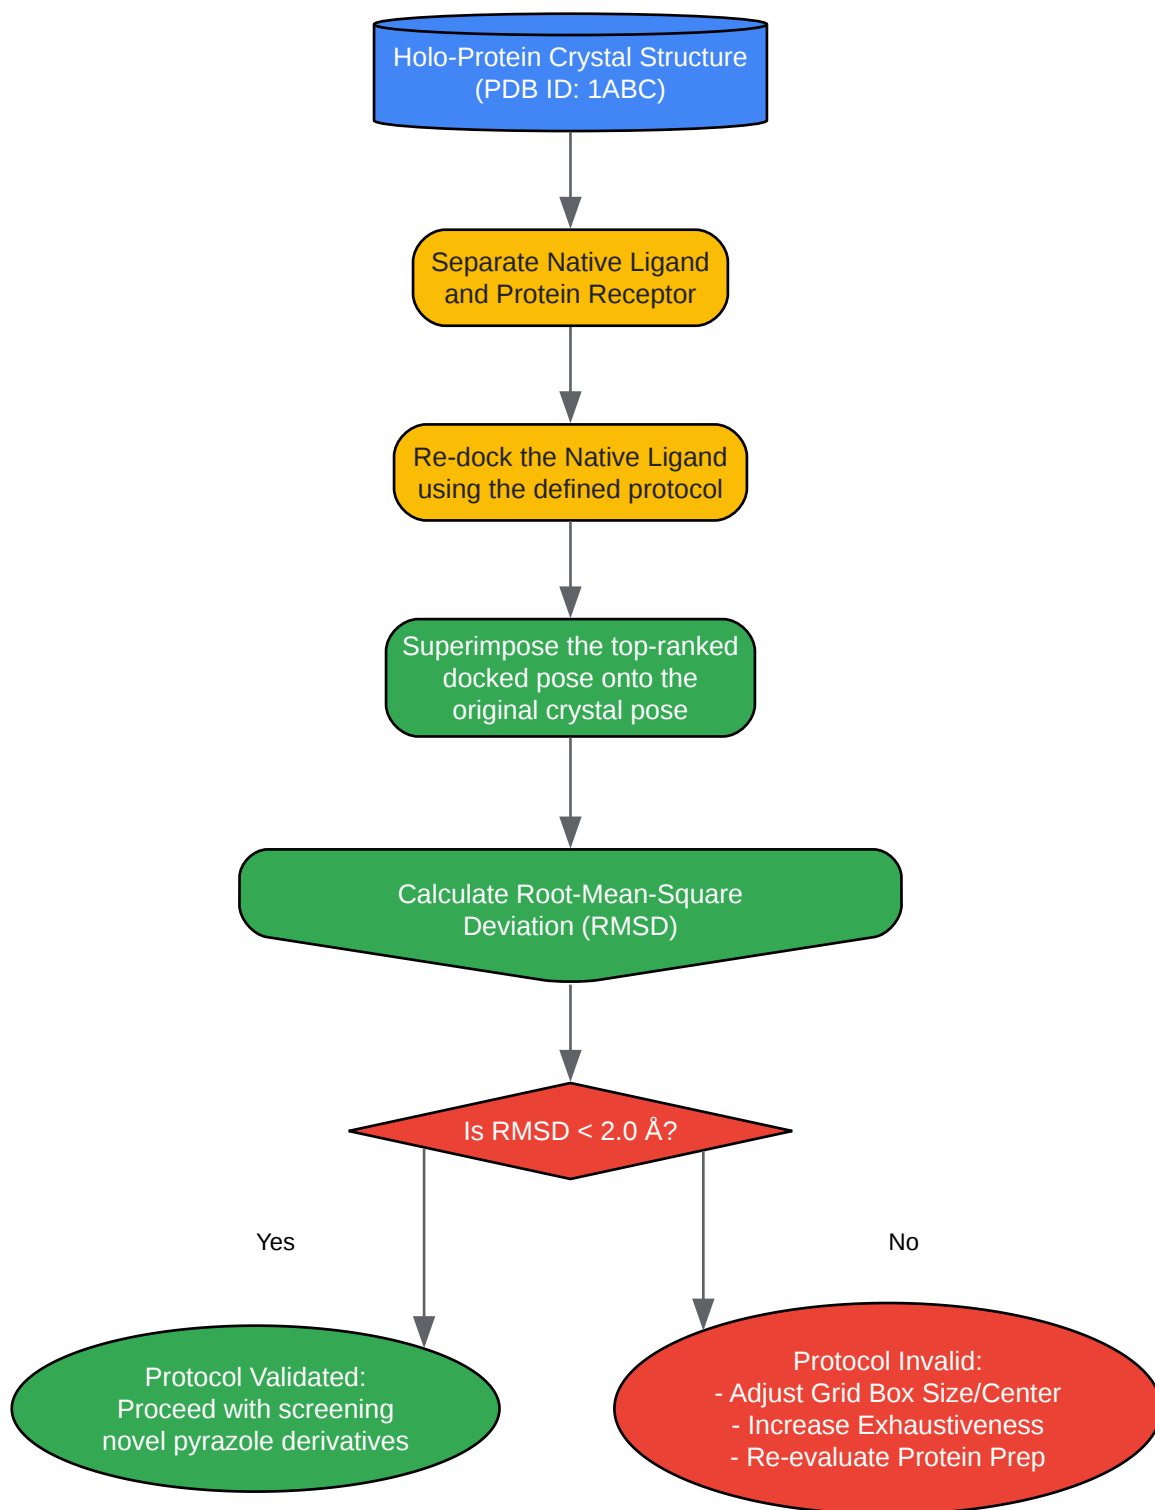 Holo-Protein Crystal Structure
(PDB ID: 1ABC)
Separate Native Ligand
and Protein Receptor
Re-dock the Native Ligand
using the defined protocol
Superimpose the top-ranked
docked pose onto the
original crystal pose
Calculate Root-Mean-Square
Deviation (RMSD)
Is RMSD < 2.0 Å?
Yes
No
Protocol Validated:
Proceed with screening
novel pyrazole derivatives
Protocol Invalid:
- Adjust Grid Box Size/Center
- Increase Exhaustiveness
- Re-evaluate Protein Prep